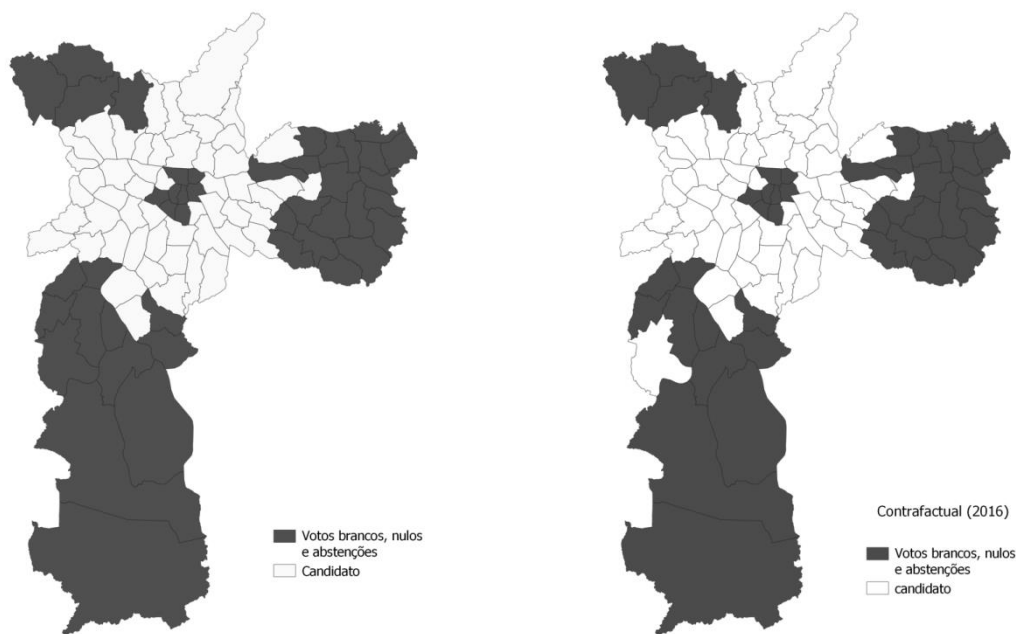 Votos brancos, nulos
e abstenções
Candidato
Contrafactual (2016)
Votos brancos, nulos
e abstenções
candidato